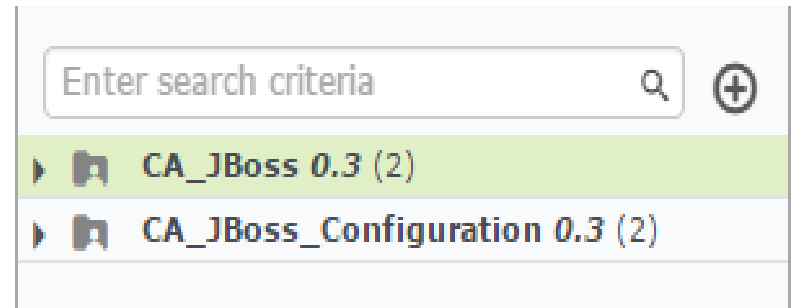 Enter search criteria
CA_JBoss 0.3 (2)
CA_JBoss_Configuration 0.3 (2)